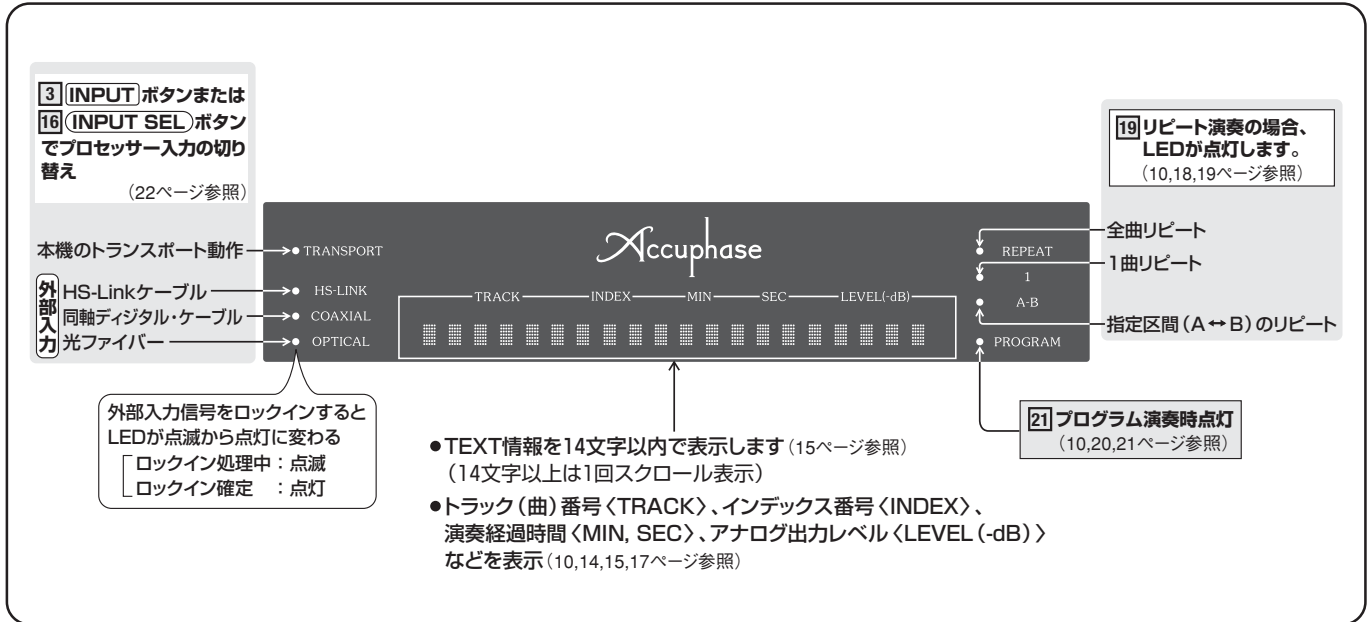 3 INPUT ボタンまたは
16 INPUT SEL ボタン
でプロセッサー入力の切り
替え
(22ページ参照)
本機のトランスポート動作
外部入力
HS-Linkケーブル
同軸ディジタル・ケーブル
光ファイバー
TRANSPORT
HS-LINK
COAXIAL
OPTICAL
Accuphase
TRACK INDEX MIN SEC LEVEL(-dB)
REPEAT
1
A-B
PROGRAM
19 リピート演奏の場合、
LEDが点灯します。
(10,18,19ページ参照)
全曲リピート
1曲リピート
指定区間(A↔B)のリピート
21 プログラム演奏時点灯
(10,20,21ページ参照)
外部入力信号をロックインすると
LEDが点滅から点灯に変わる
ロックイン処理中:点滅
ロックイン確定 :点灯
●TEXT情報を14文字以内で表示します(15ページ参照)
(14文字以上は1回スクロール表示)
●トラック(曲)番号〈TRACK〉、インデックス番号〈INDEX〉、
演奏経過時間〈MIN, SEC〉、アナログ出力レベル〈LEVEL(-dB)〉
などを表示(10,14,15,17ページ参照)